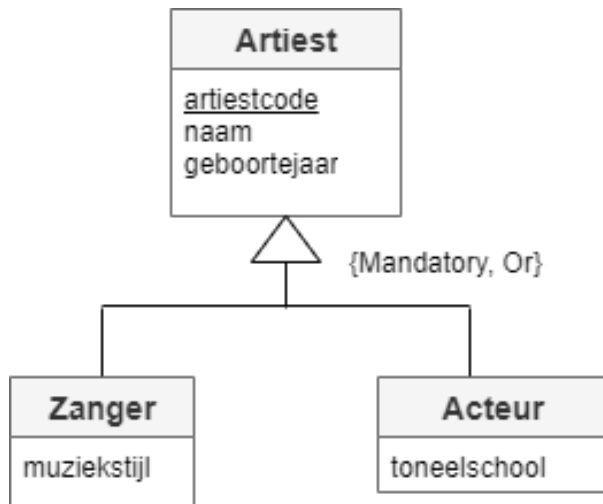 Artiest
artiestcode
naam
geboortejaar
{Mandatory, Or}
Zanger
muziekstijl
Acteur
toneelschool